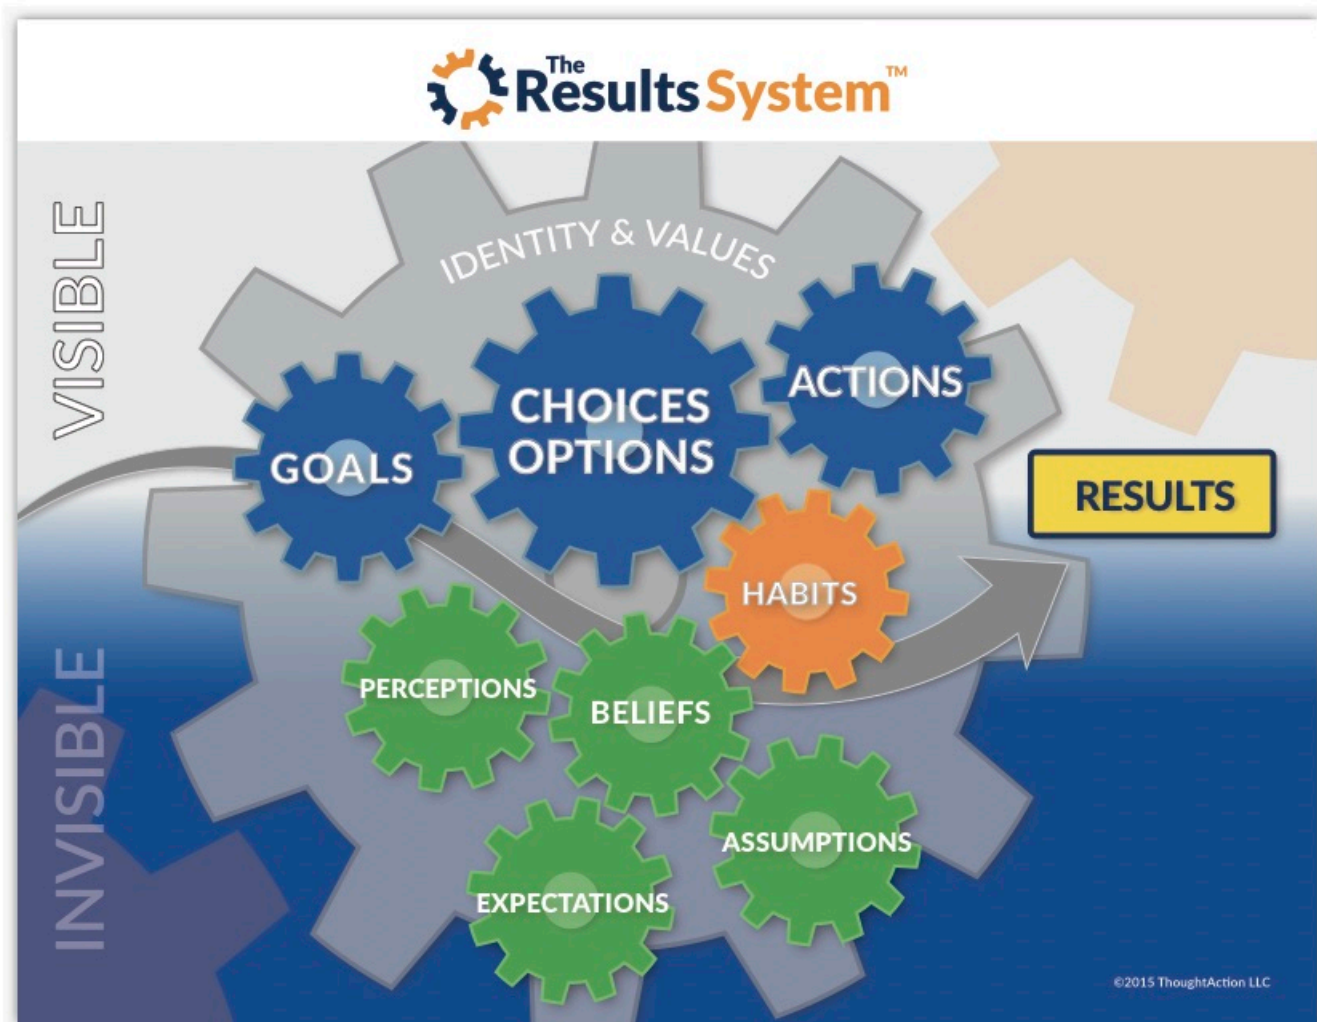 The
Results System™
VISIBLE
IDENTITY & VALUES
CHOICES
OPTIONS
ACTIONS
GOALS
RESULTS
HABITS
INVISIBLE
PERCEPTIONS
BELIEFS
ASSUMPTIONS
EXPECTATIONS
©2015 ThoughtAction LLC